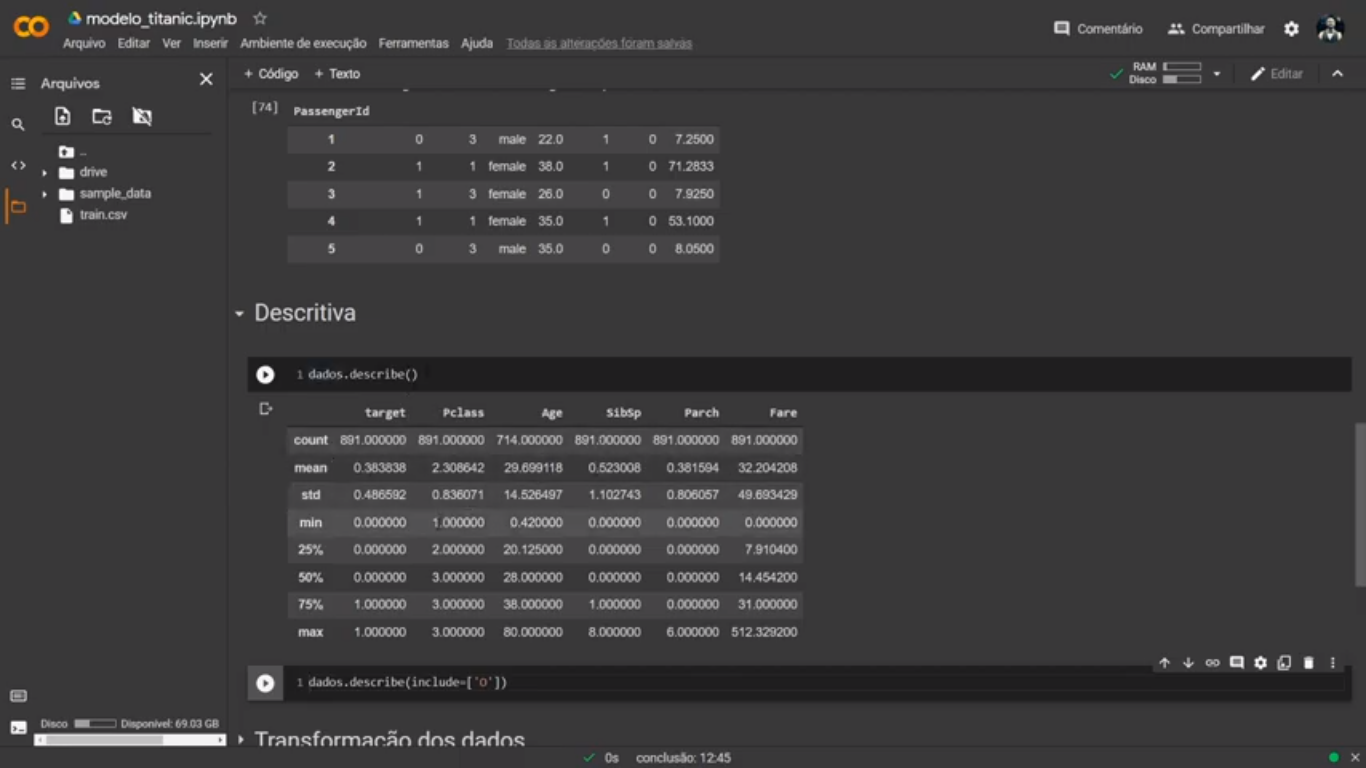 modelo_titanic.ipynb
Comentário Compartilhar
Arquivo Editar Ver Inserir Ambiente de execução Ferramentas Ajuda Todas as alterações foram salvas
Arquivos
+ Código + Texto
RAM
Disco
Editar
..
drive
sample_data
train.csv
[74] PassengerId
1 0 3 male 22.0 1 0 7.2500
2 1 1 female 38.0 1 0 71.2833
3 1 3 female 26.0 0 0 7.9250
4 1 1 female 35.0 1 0 53.1000
5 0 3 male 35.0 0 0 8.0500
Descritiva
1 dados.describe()
target Pclass Age SibSp Parch Fare
count 891.000000 891.000000 714.000000 891.000000 891.000000 891.000000
mean 0.383838 2.308642 29.699118 0.523008 0.381594 32.204208
std 0.486592 0.836071 14.526497 1.102743 0.806057 49.693429
min 0.000000 1.000000 0.420000 0.000000 0.000000 0.000000
25% 0.000000 2.000000 20.125000 0.000000 0.000000 7.910400
50% 0.000000 3.000000 28.000000 0.000000 0.000000 14.454200
75% 1.000000 3.000000 38.000000 1.000000 0.000000 31.000000
max 1.000000 3.000000 80.000000 8.000000 6.000000 512.329200
1 dados.describe(include=['O'])
Disco Disponível: 69.03 GB
Transformação dos dados
0s conclusão: 12:45